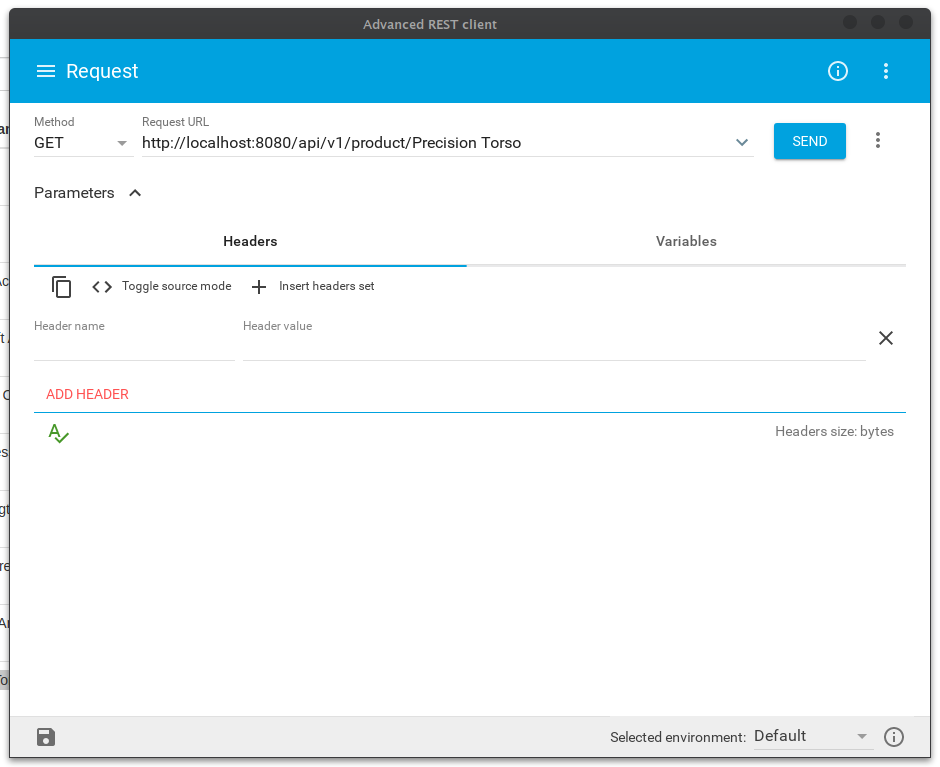 Advanced REST client
Request
Method
Request URL
GET
http://localhost:8080/api/v1/product/Precision Torso
SEND
Parameters
Headers
Variables
Toggle source mode
Insert headers set
Header name
Header value
ADD HEADER
Headers size: bytes
Selected environment:
Default